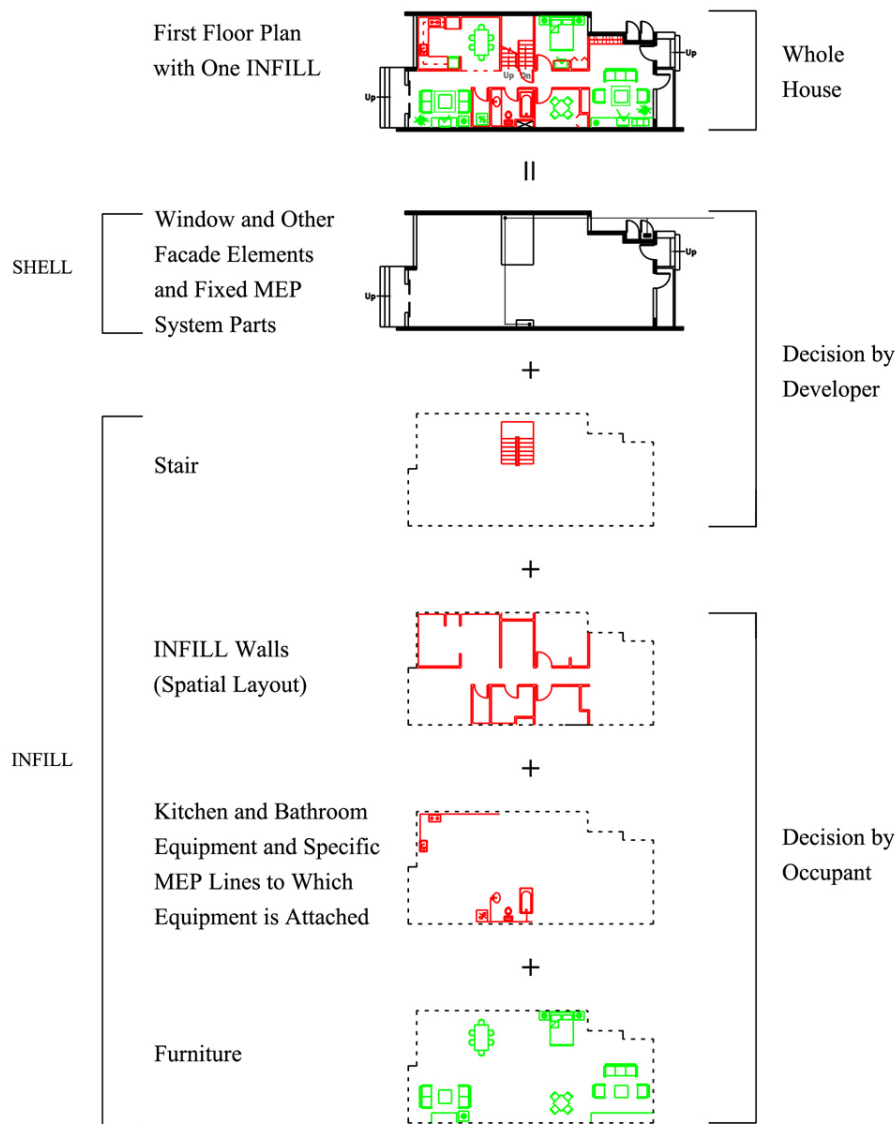 First Floor Plan
with One INFILL
Up
Up
Dn
Up
Whole
House
=
SHELL
Window and Other
Facade Elements
and Fixed MEP
System Parts
Up
Up
Decision by
Developer
+
Stair
+
INFILL
INFILL Walls
(Spatial Layout)
+
Kitchen and Bathroom
Equipment and Specific
MEP Lines to Which
Equipment is Attached
Decision by
Occupant
+
Furniture